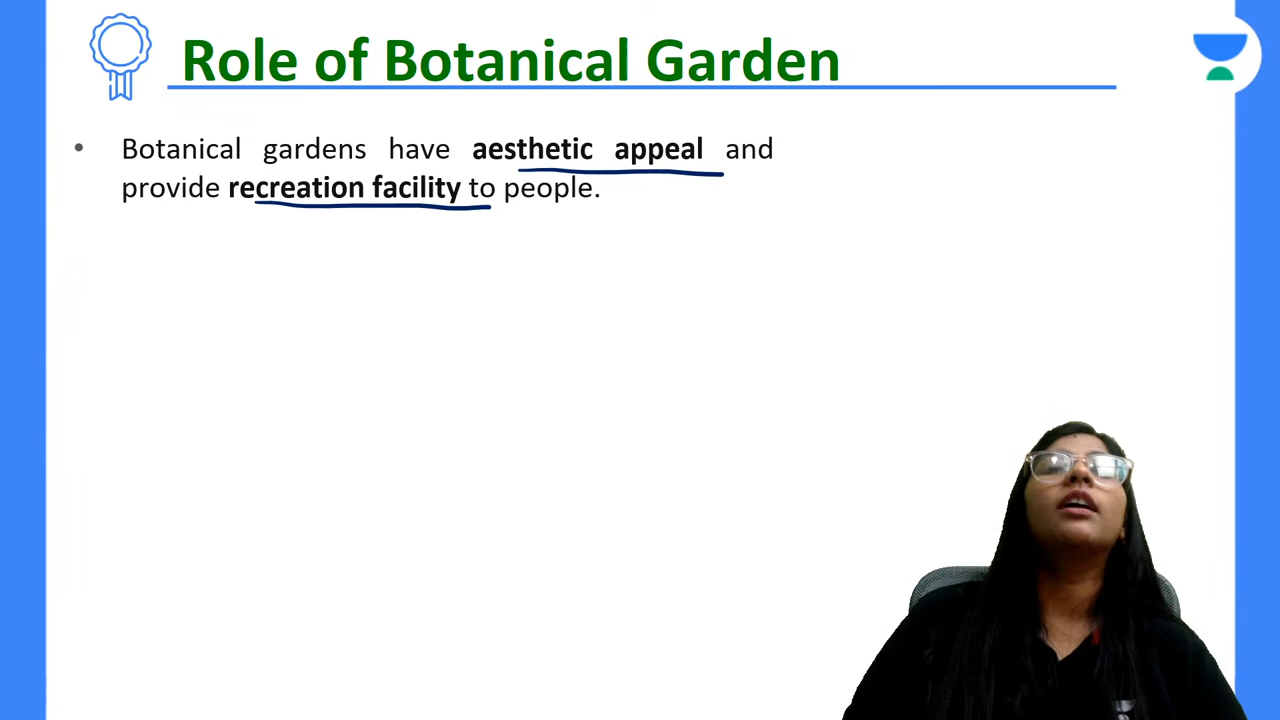 Role of Botanical Garden
• Botanical gardens have aesthetic appeal and
provide recreation facility to people.